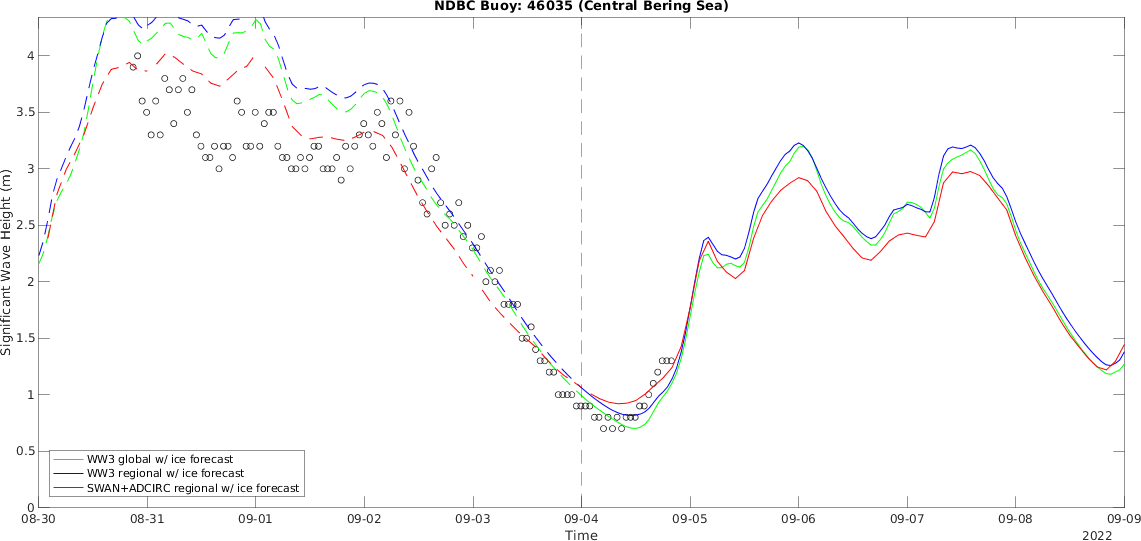 NDBC Buoy: 46035 (Central Bering Sea)
Significant Wave Height (m)
4
3.5
3
2.5
2
1.5
1
0.5
0
WW3 global w/ ice forecast
WW3 regional w/ ice forecast
SWAN+ADCIRC regional w/ ice forecast
08-30 08-31 09-01 09-02 09-03 09-04 09-05 09-06 09-07 09-08 09-09
Time
2022